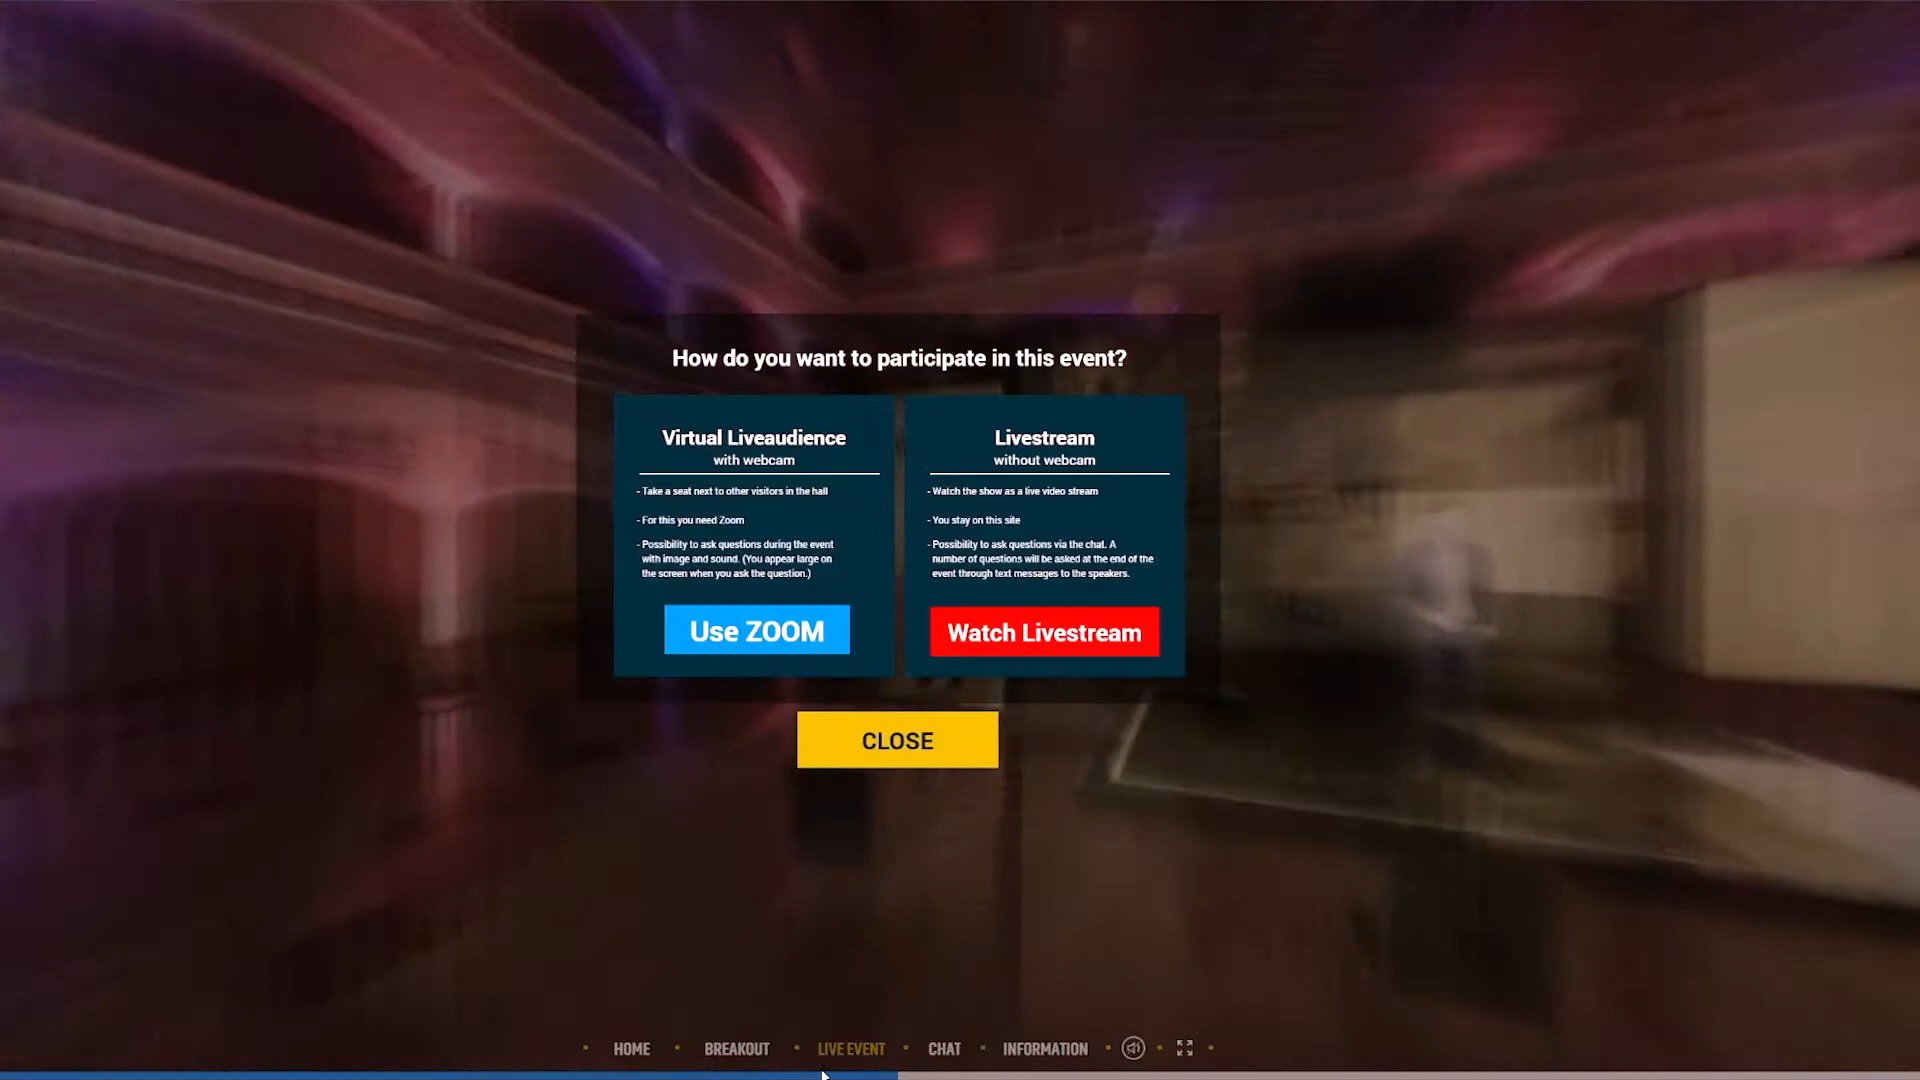 How do you want to participate in this event?
Virtual Liveaudience
with webcam
- Take a seat next to other visitors in the hall
- For this you need Zoom
- Possibility to ask questions during the event
with image and sound. (You appear large on
the screen when you ask the question.)
Use ZOOM
Livestream
without webcam
- Watch the show as a live video stream
- You stay on this site
- Possibility to ask questions via the chat. A
number of questions will be asked at the end of the
event through text messages to the speakers.
Watch Livestream
CLOSE
HOME
BREAKOUT
LIVE EVENT
CHAT
INFORMATION